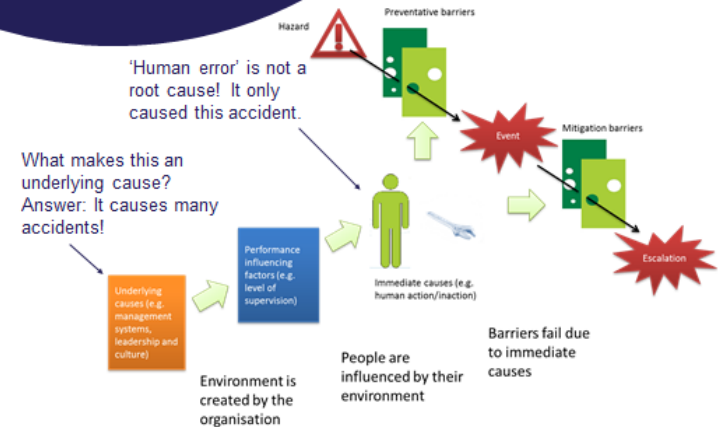 Preventative barriers
Hazard
'Human error' is not a
root cause! It only
caused this accident.
Event
Mitigation barriers
What makes this an
underlying cause?
Answer: It causes many
accidents!
Performance
influencing
factors (e.g.
level of
supervision)
Immediate causes (e.g.
human action/inaction)
Escalation
Underlying
causes (e.g.
management
systems,
leadership and
culture)
Barriers fail due
to immediate
causes
People are
influenced by their
environment
Environment is
created by the
organisation